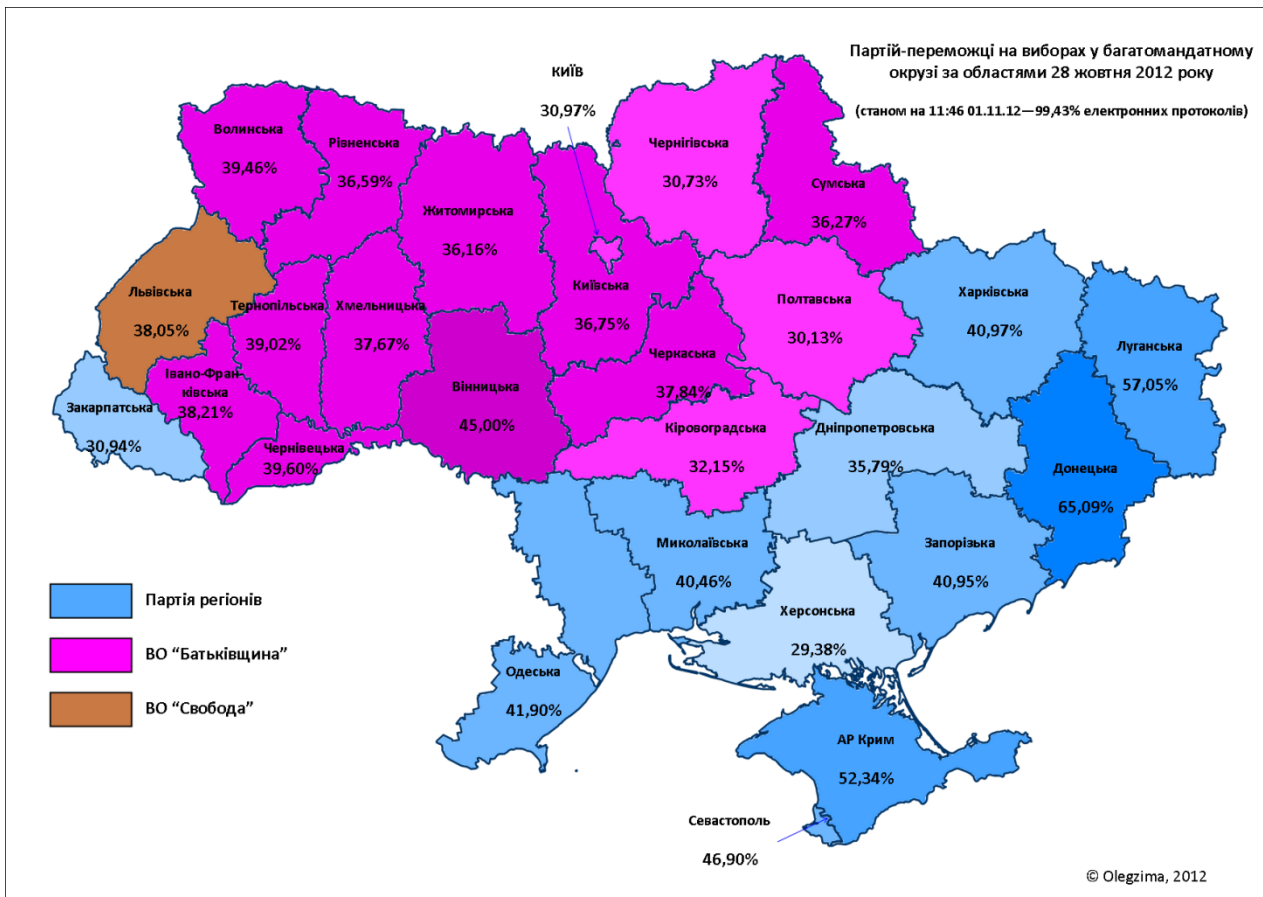 Партій-переможці на виборах у багатомандатному
окрузі за областями 28 жовтня 2012 року
(станом на 11:46 01.11.12—99,43% електронних протоколів)
КИЇВ
30,97%
Волинська
39,46%
Рівненська
36,59%
Житомирська
36,16%
Чернігівська
30,73%
Сумська
36,27%
Львівська
38,05%
Тернопільська
39,02%
Хмельницька
37,67%
Київська
36,75%
Черкаська
37,84%
Полтавська
30,13%
Харківська
40,97%
Луганська
57,05%
Івано-Фран
ківська
38,21%
Закарпатська
30,94%
Чернівецька
39,60%
Вінницька
45,00%
Кіровоградська
32,15%
Дніпропетровська
35,79%
Донецька
65,09%
Миколаївська
40,46%
Запорізька
40,95%
Херсонська
29,38%
Одеська
41,90%
АР Крим
52,34%
Севастополь
46,90%
Партія регіонів
ВО “Батьківщина”
ВО “Свобода”
© Olegzima, 2012